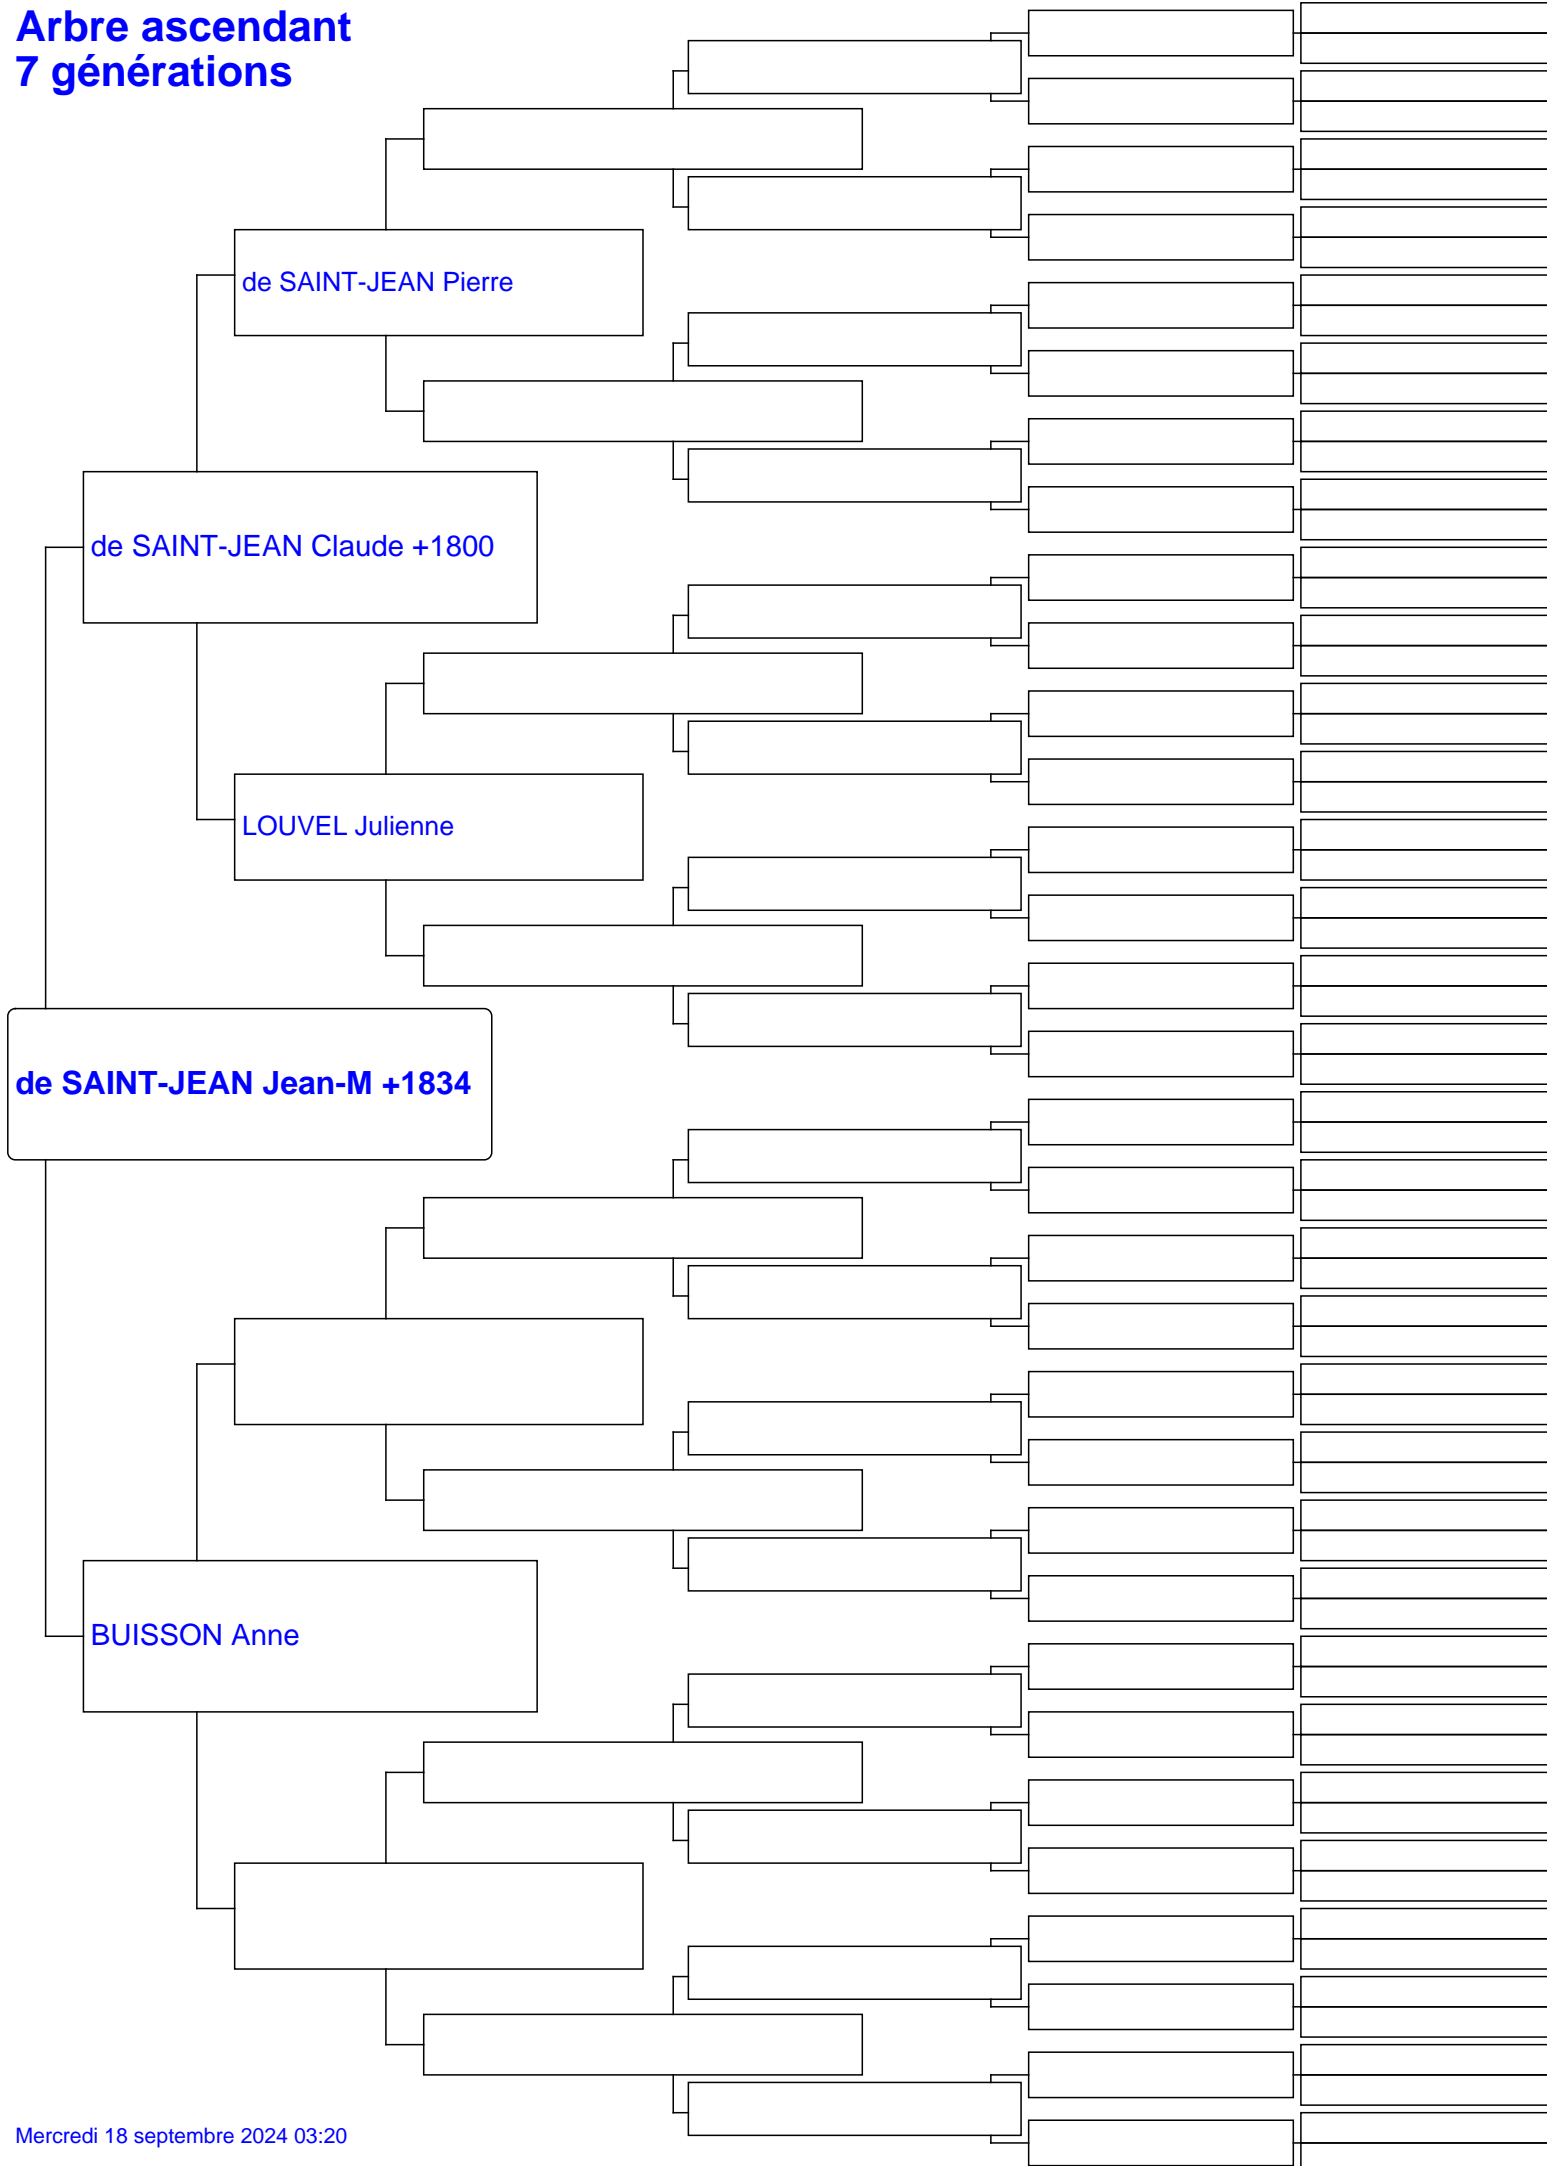 Arbre ascendant
7 générations
de SAINT-JEAN Pierre
de SAINT-JEAN Claude +1800
LOUVEL Julienne
de SAINT-JEAN Jean-M +1834
BUISSON Anne
Mercredi 18 septembre 2024 03:20